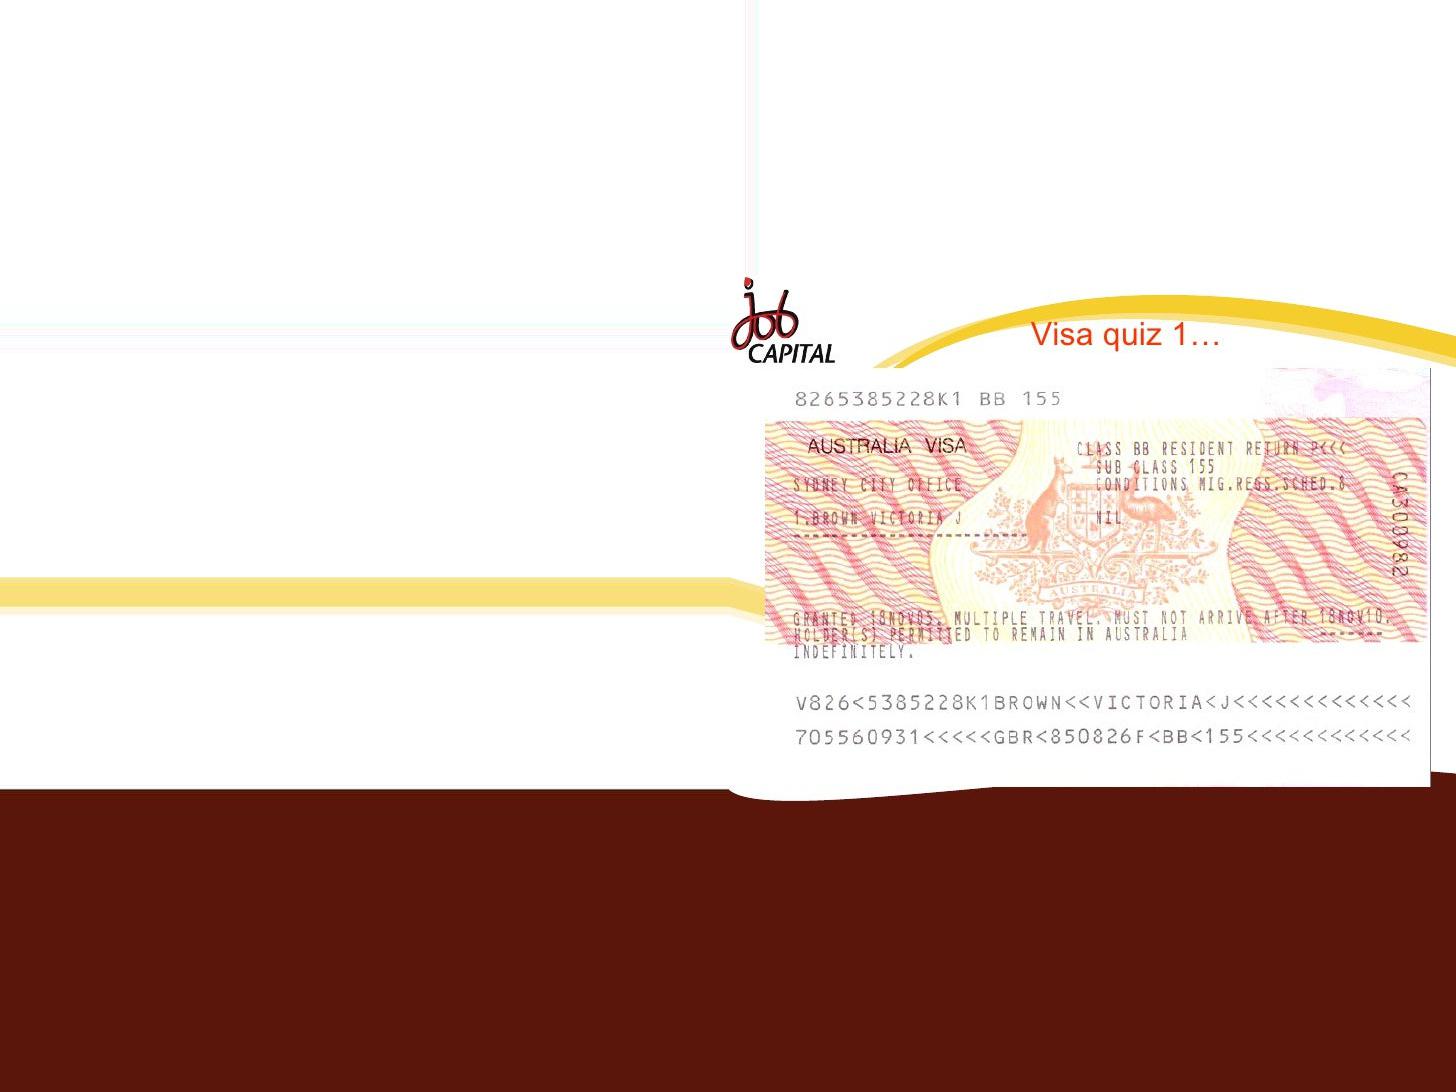 job
CAPITAL
Visa quiz 1…
8265385228K1 BB 155
AUSTRALIA VISA
CLASS BB RESIDENT RETURN P<<<
SUB CLASS 155
SYDNEY CITY OFFICE
CONDITIONS MIG.REGS.SCHED.8
1.BROWN VICTORIA J
NIL
CA300982
AUSTRALIA
GRANTED 18NOV05. MULTIPLE TRAVEL. MUST NOT ARRIVE AFTER 18NOV10.
HOLDER(S) PERMITTED TO REMAIN IN AUSTRALIA
INDEFINITELY.
V826<5385228K1BROWN<<VICTORIA<J<<<<<<<<<<<<<
705560931<<<<<GBR<850826F<BB<155<<<<<<<<<<<<